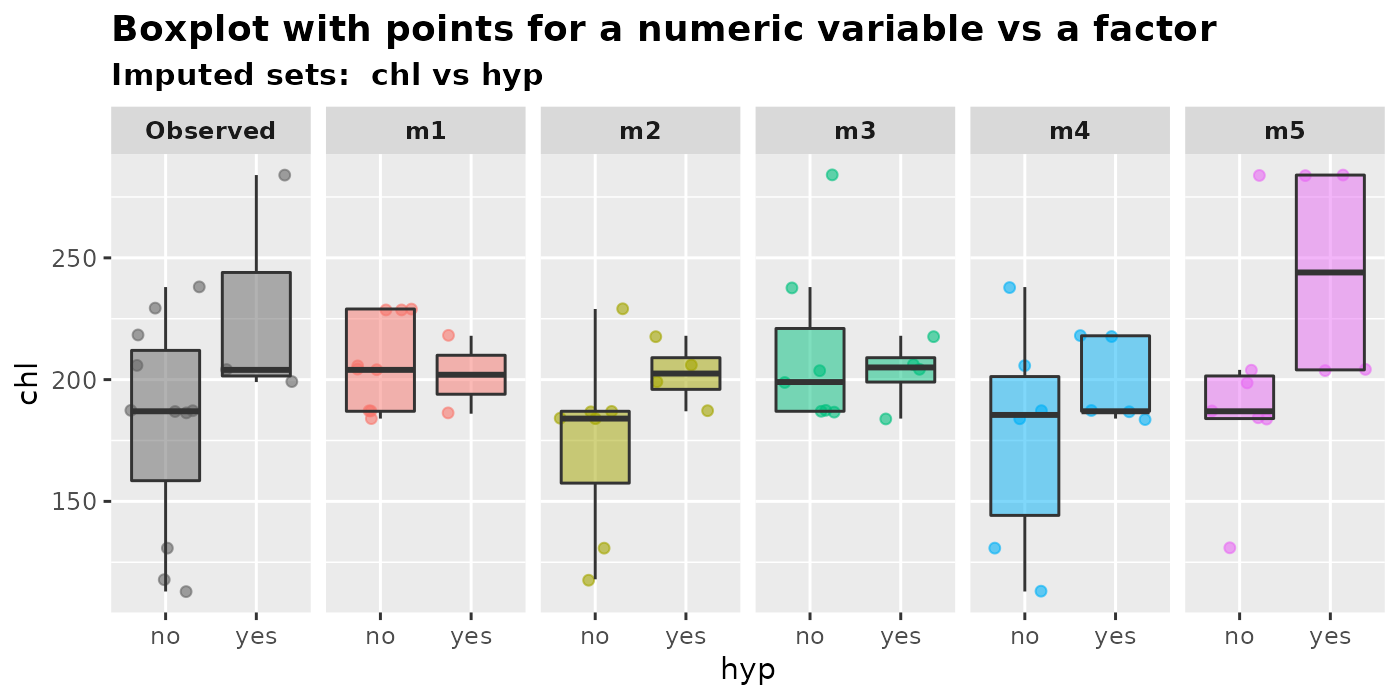 Boxplot with points for a numeric variable vs a factor
Imputed sets:  chl vs hyp
Observed m1 m2 m3 m4 m5
250
200
150
chl
no yes no yes no yes no yes no yes no yes
hyp